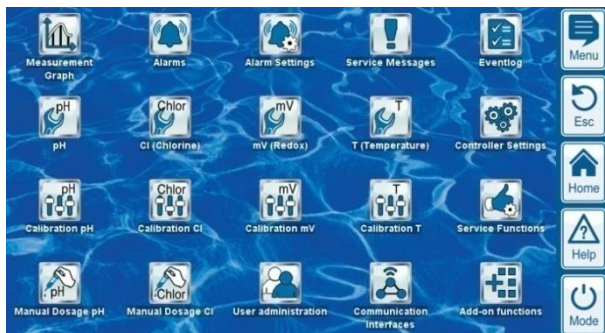 Measurement
Graph
Alarms
Alarm Settings
Service Messages
Eventlog
Menu
pH
pH
Chlor
Cl (Chlorine)
mV
mV (Redox)
T
T (Temperature)
Controller Settings
Esc
pH
Calibration pH
Chlor
Calibration Cl
mV
Calibration mV
T
Calibration T
Service Functions
Home
Help
pH
Manual Dosage pH
Chlor
Manual Dosage Cl
User administration
Communication
Interfaces
Add-on functions
Mode